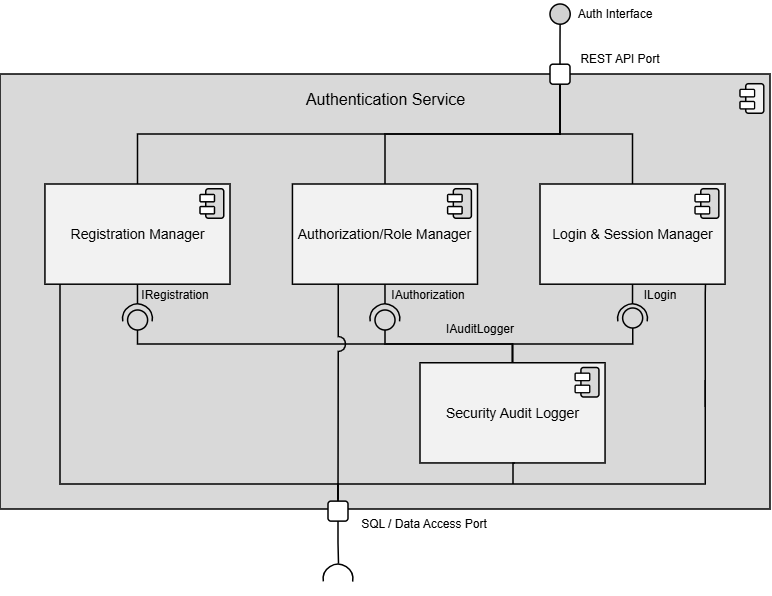 Auth Interface
REST API Port
Authentication Service
Registration Manager
Authorization/Role Manager
Login & Session Manager
IRegistration
IAuthorization
ILogin
IAuditLogger
Security Audit Logger
SQL / Data Access Port